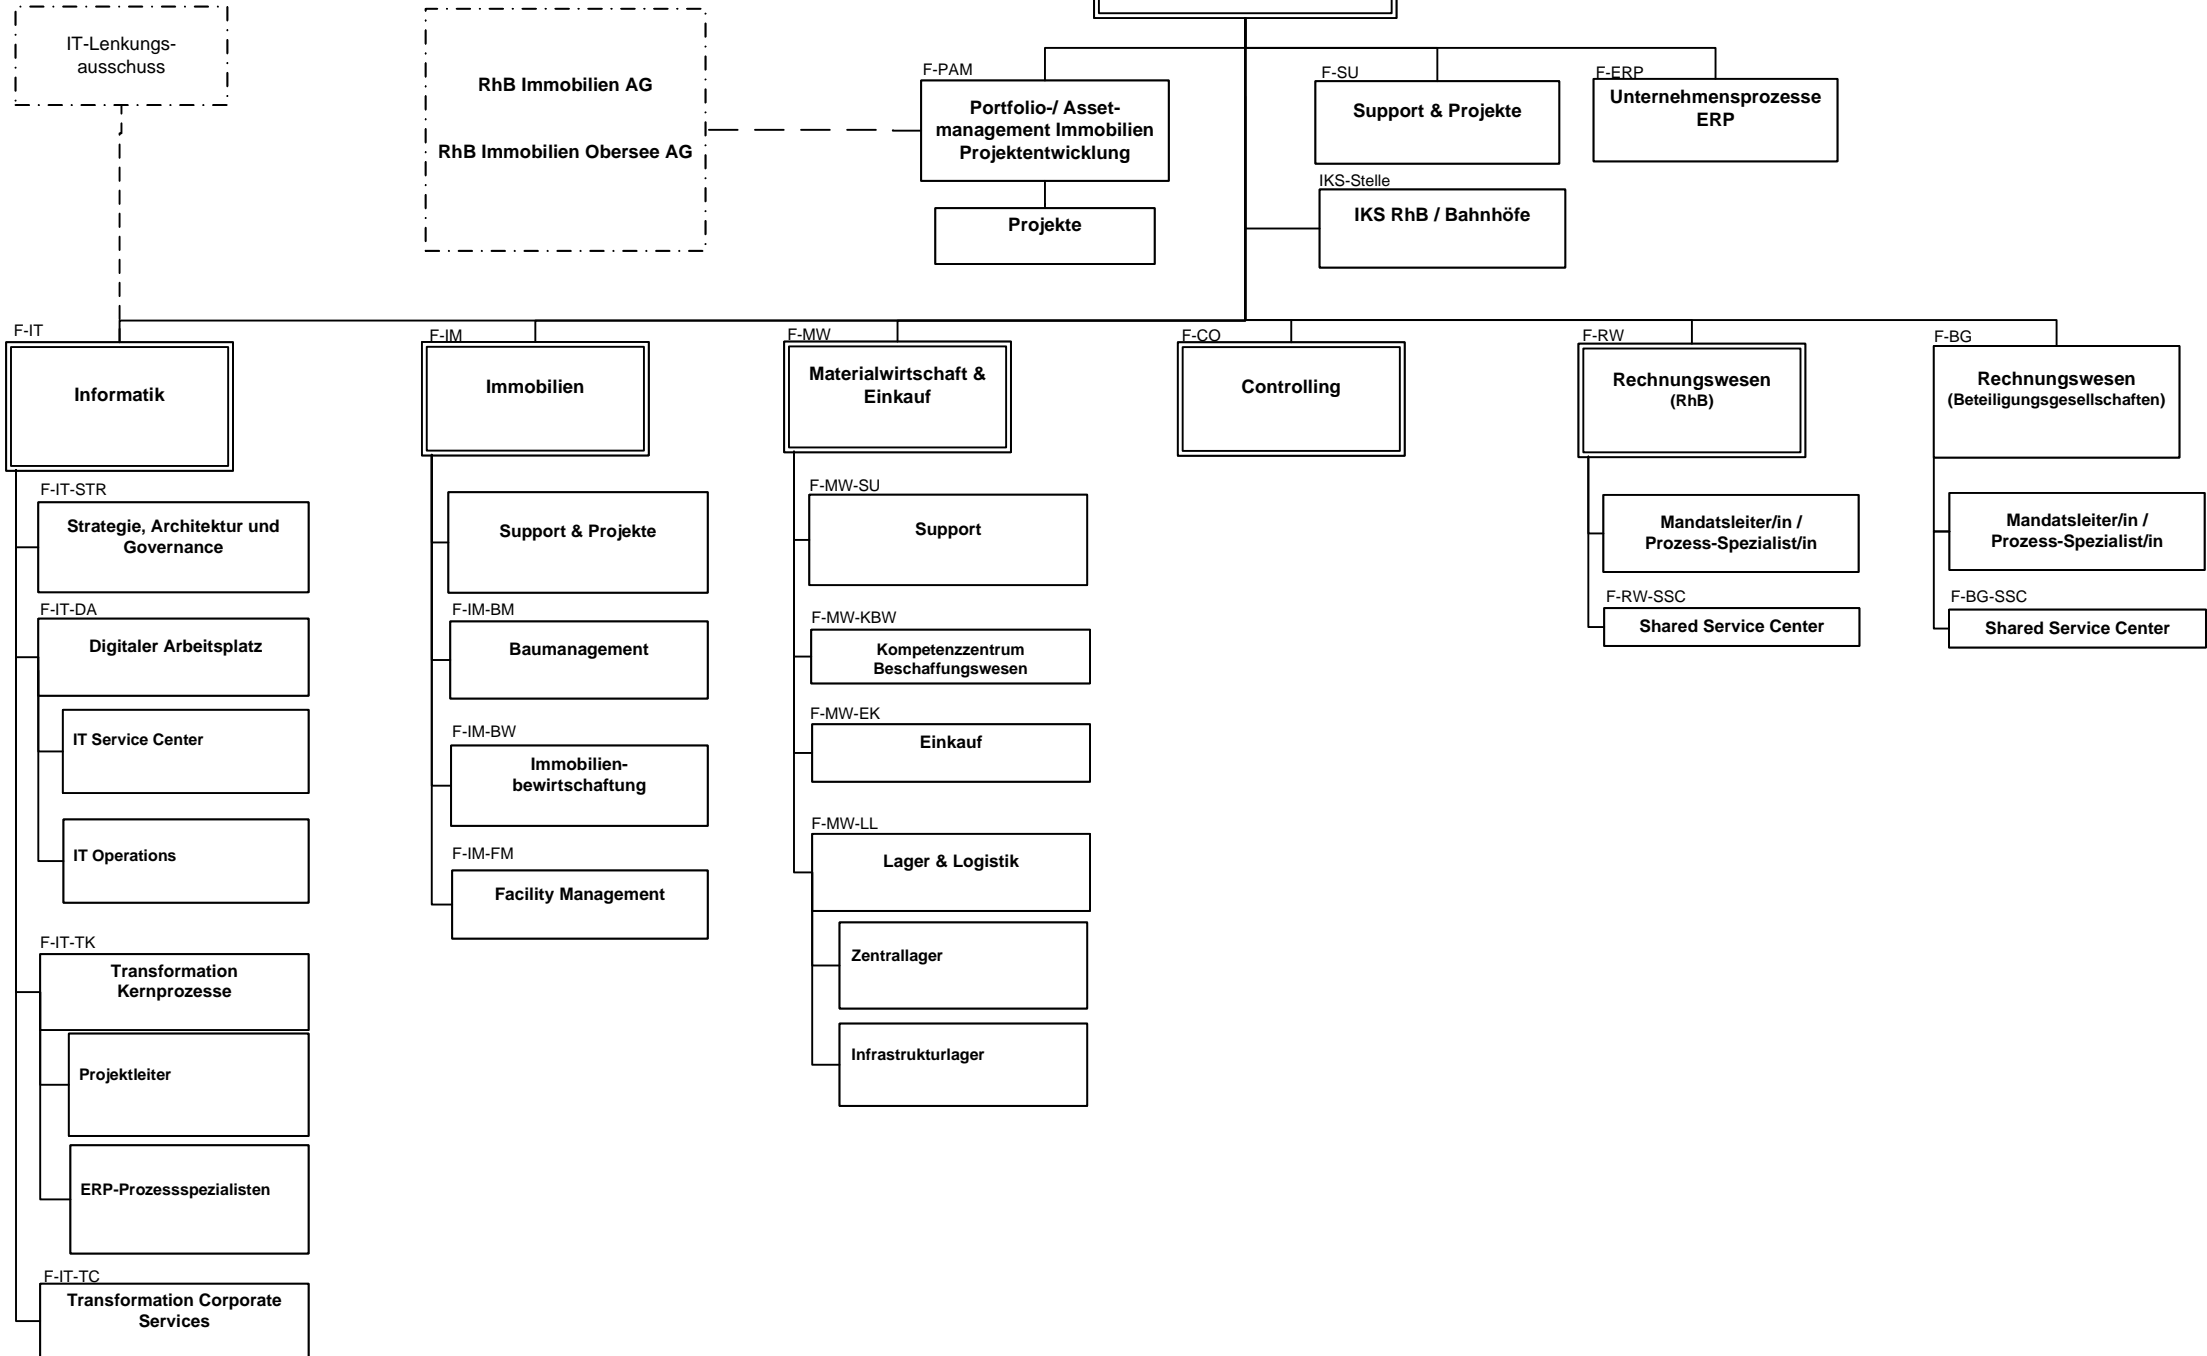 IT-Lenkungs-
ausschuss
RhB Immobilien AG
RhB Immobilien Obersee AG
F-PAM
Portfolio-/ Asset-
management Immobilien
Projektentwicklung
Projekte
F-SU
Support & Projekte
F-ERP
Unternehmensprozesse
ERP
IKS-Stelle
IKS RhB / Bahnhöfe
F-IT
Informatik
F-IT-STR
Strategie, Architektur und
Governance
F-IT-DA
Digitaler Arbeitsplatz
IT Service Center
IT Operations
F-IT-TK
Transformation
Kernprozesse
Projektleiter
ERP-Prozessspezialisten
F-IT-TC
Transformation Corporate
Services
F-IM
Immobilien
Support & Projekte
F-IM-BM
Baumanagement
F-IM-BW
Immobilien-
bewirtschaftung
F-IM-FM
Facility Management
F-MW
Materialwirtschaft &
Einkauf
F-MW-SU
Support
F-MW-KBW
Kompetenzzentrum
Beschaffungswesen
F-MW-EK
Einkauf
F-MW-LL
Lager & Logistik
Zentrallager
Infrastrukturlager
F-CO
Controlling
F-RW
Rechnungswesen
(RhB)
Mandatsleiter/in /
Prozess-Spezialist/in
F-RW-SSC
Shared Service Center
F-BG
Rechnungswesen
(Beteiligungsgesellschaften)
Mandatsleiter/in /
Prozess-Spezialist/in
F-BG-SSC
Shared Service Center